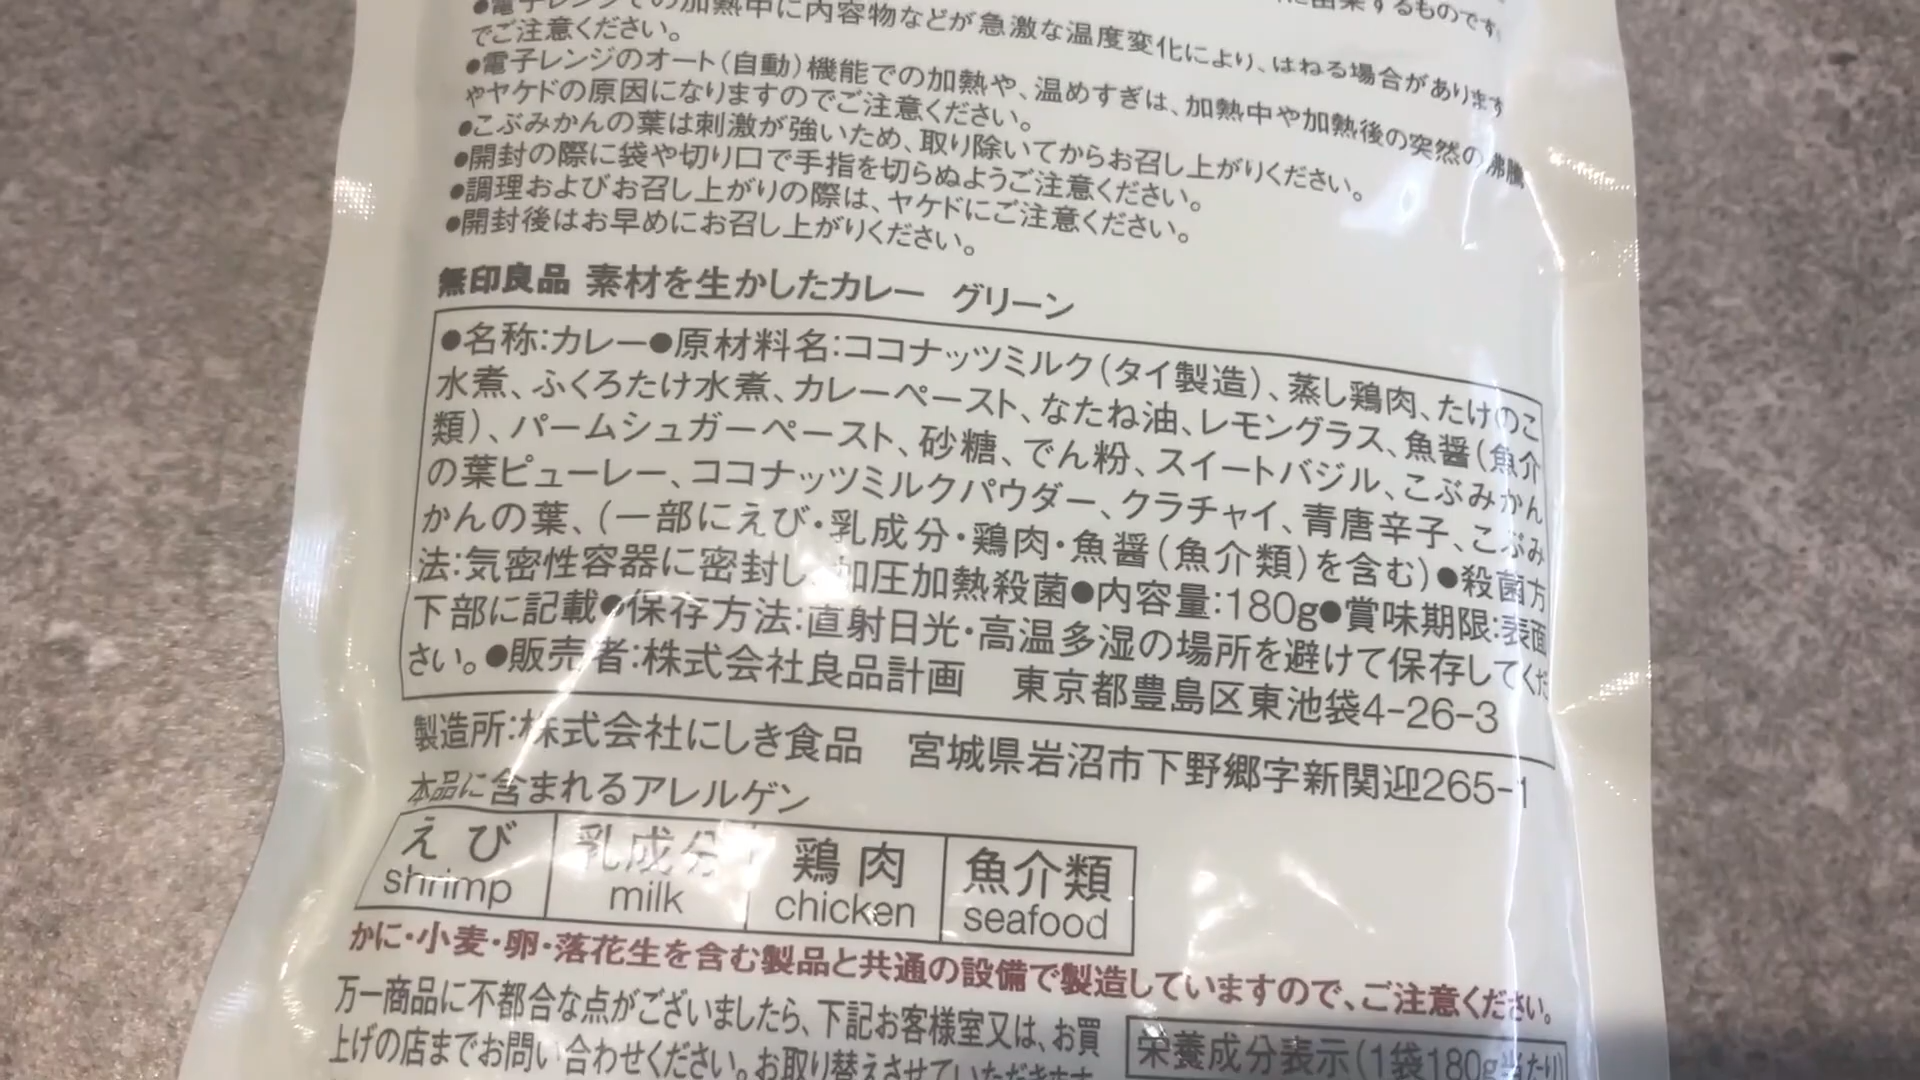 ●電子レンジでの加熱中に内容物などが急激な温度変化により、はねる場合があります
でご注意ください。
●電子レンジのオート(自動)機能での加熱や、温めすぎは、加熱中や加熱後の突然の沸騰
やヤケドの原因になりますのでご注意ください。
●こぶみかんの葉は刺激が強いため、取り除いてからお召し上がりください。
●開封の際に袋や切り口で手指を切らぬようご注意ください。
●調理およびお召し上がりの際は、ヤケドにご注意ください。
●開封後はお早めにお召し上がりください。
無印良品 素材を生かしたカレー グリーン
●名称:カレー●原材料名:ココナッツミルク(タイ製造)、蒸し鶏肉、たけのこ
水煮、ふくろたけ水煮、カレーペースト、なたね油、レモングラス、魚醤(魚介
類)、パームシュガーペースト、砂糖、でん粉、スイートバジル、こぶみかん
の葉ピューレー、ココナッツミルクパウダー、クラチャイ、青唐辛子、こぶみ
かんの葉、(一部にえび・乳成分・鶏肉・魚醤(魚介類)を含む)●殺菌方
法:気密性容器に密封し、加圧加熱殺菌●内容量:180g●賞味期限:表面
下部に記載●保存方法:直射日光・高温多湿の場所を避けて保存してくだ
さい。●販売者:株式会社良品計画 東京都豊島区東池袋4-26-3
製造所:株式会社にしき食品 宮城県岩沼市下野郷字新関迎265-1
本品に含まれるアレルゲン
えび 乳成分 鶏肉 魚介類
shrimp milk chicken seafood
かに・小麦・卵・落花生を含む製品と共通の設備で製造していますので、ご注意ください。
万一商品に不都合な点がございましたら、下記お客様室又は、お買
上げの店までお問い合わせください。お取り替えさせていただきます
栄養成分表示(1袋180g当たり)